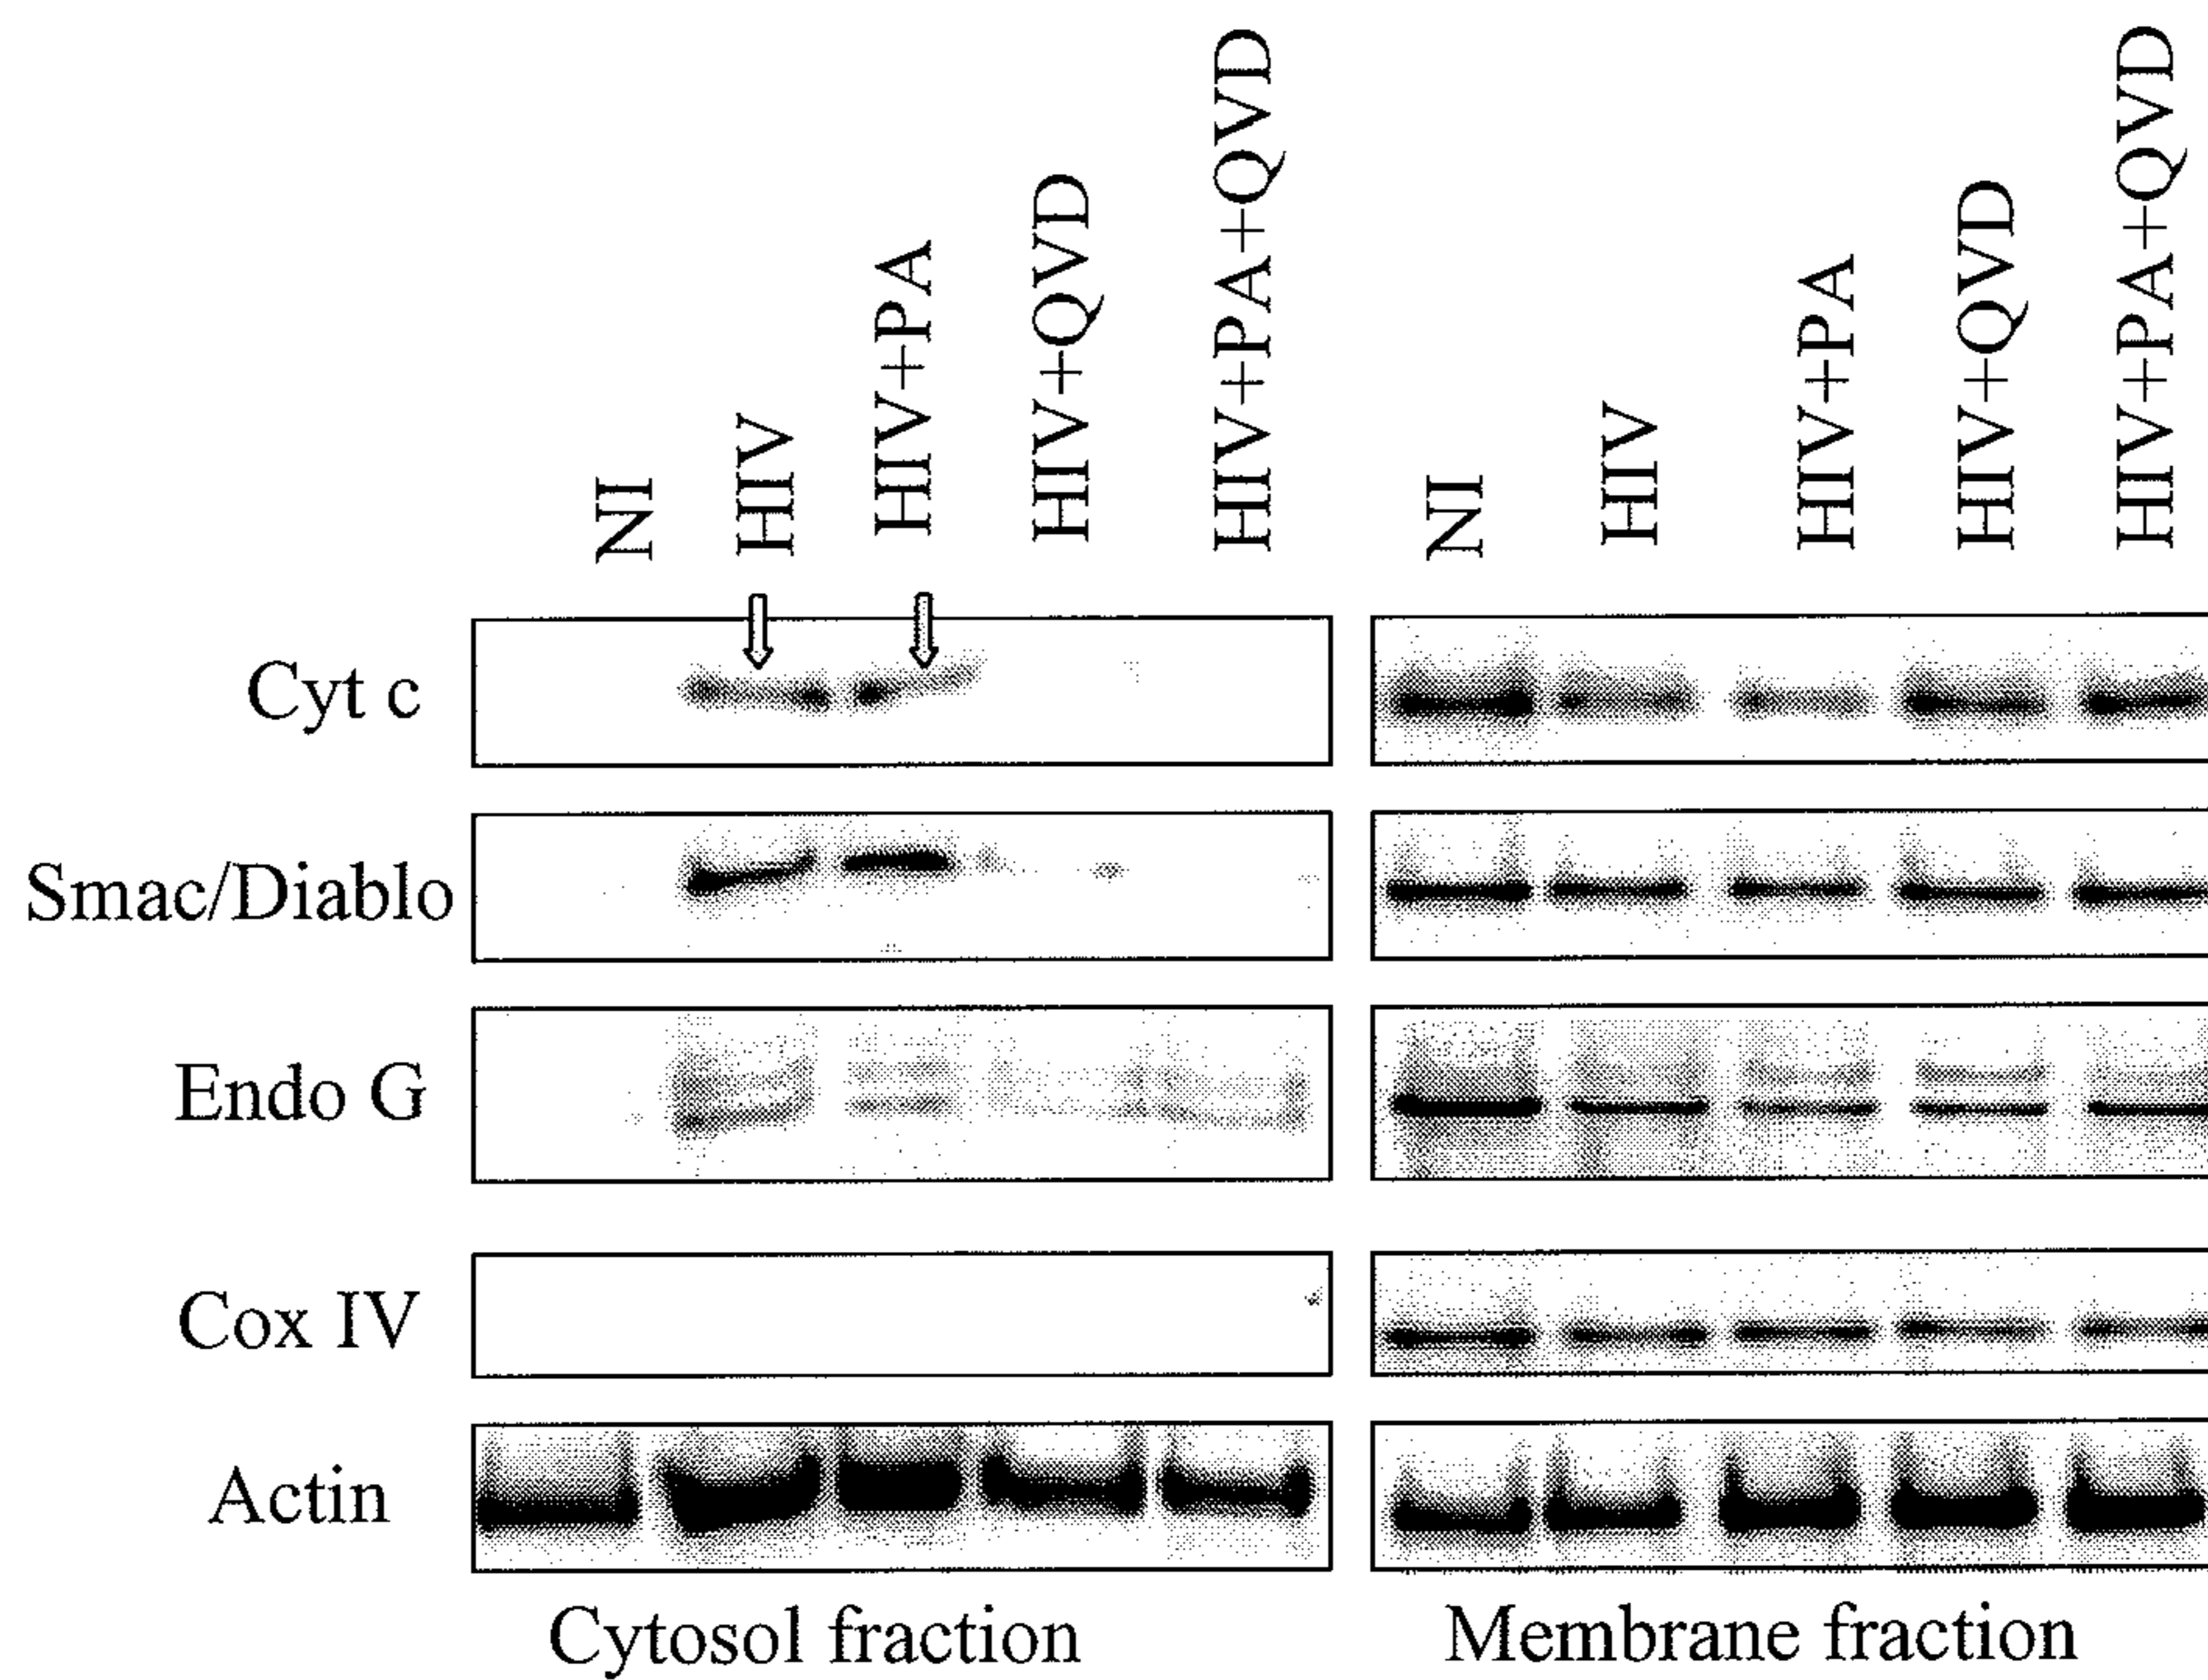 NI
HIV
HIV+PA
HIV+QVD
HIV+PA+QVD
NI
HIV
HIV+PA
HIV+QVD
HIV+PA+QVD
Cyt c
Smac/Diablo
Endo G
Cox IV
Actin
Cytosol fraction
Membrane fraction